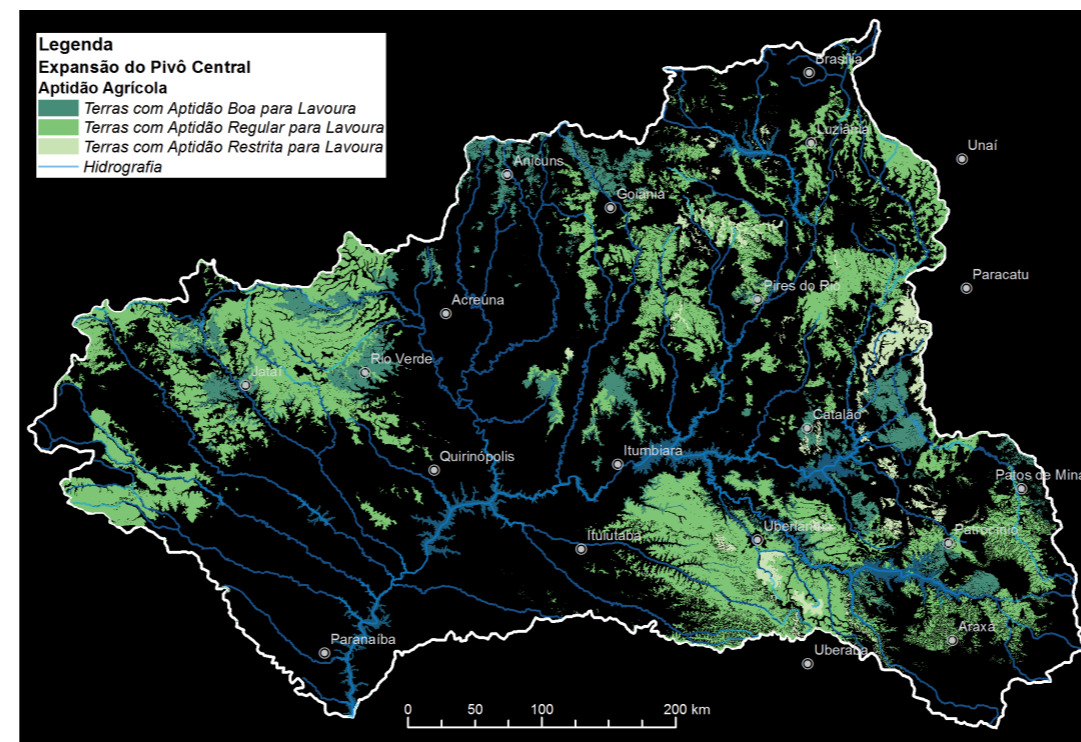 Legenda
Expansão do Pivô Central
Aptidão Agrícola
Terras com Aptidão Boa para Lavoura
Terras com Aptidão Regular para Lavoura
Terras com Aptidão Restrita para Lavoura
Hidrografia
Brasília
Luziânia
Unaí
Anicuns
Goiânia
Paracatu
Pires do Rio
Acreúna
Rio Verde
Jataí
Catalão
Quirinópolis
Itumbiara
Patos de Mina
Uberlândia
Patrocínio
Ituiutaba
Araxá
Paranaíba
Uberaba
0 50 100 200 km